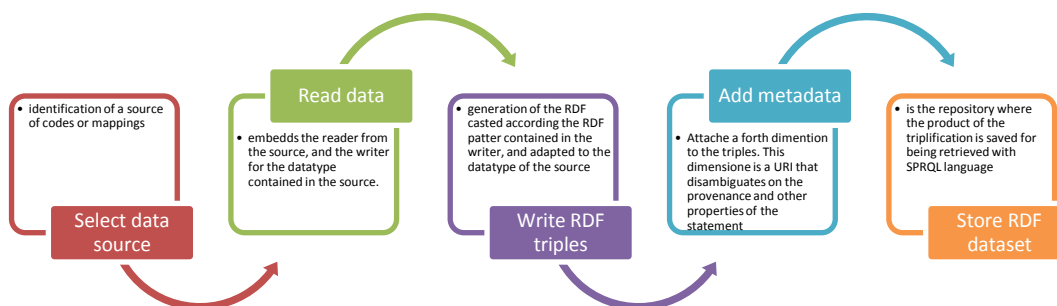 • identification of a source
of codes or mappings
Select data
source
Read data
• embedds the reader from
the source, and the writer
for the datatype
contained in the source.
• generation of the RDF
casted according the RDF
patter contained in the
writer, and adapted to the
datatype of the source
Write RDF
triples
Add metadata
• Attache a forth dimention
to the triples. This
dimensione is a URI that
disambiguates on the
provenance and other
properties of the
statement
• is the repository where
the product of the
triplification is saved for
being retrieved with
SPRQL language
Store RDF
dataset